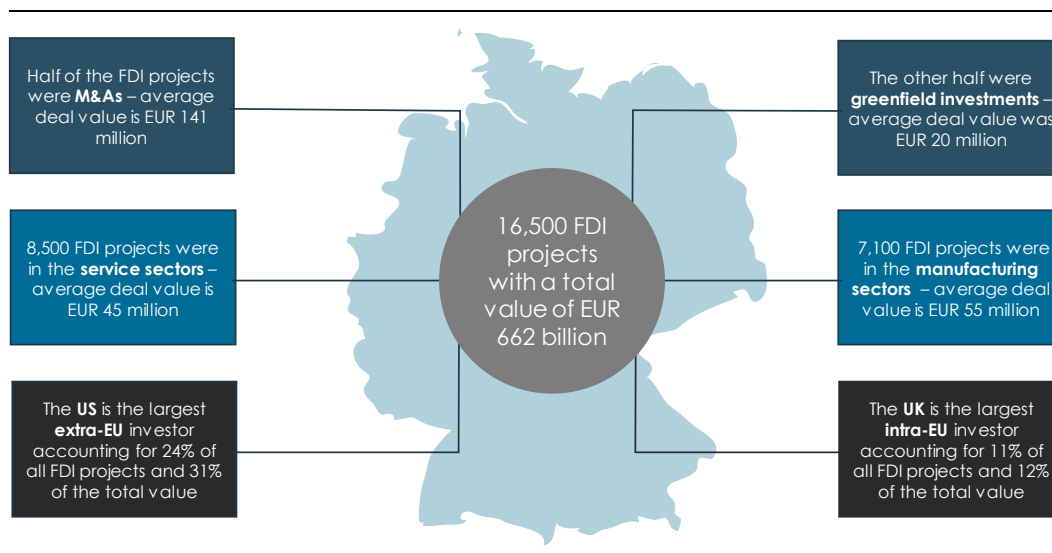 Half of the FDI projects
were M&As – average
deal value is EUR 141
million
The other half were
greenfield investments –
average deal value was
EUR 20 million
16,500 FDI
projects
with a total
value of EUR
662 billion
8,500 FDI projects were
in the service sectors –
average deal value is
EUR 45 million
7,100 FDI projects were
in the manufacturing
sectors – average deal
value is EUR 55 million
The US is the largest
extra-EU investor
accounting for 24% of
all FDI projects and 31%
of the total value
The UK is the largest
intra-EU investor
accounting for 11% of
all FDI projects and 12%
of the total value